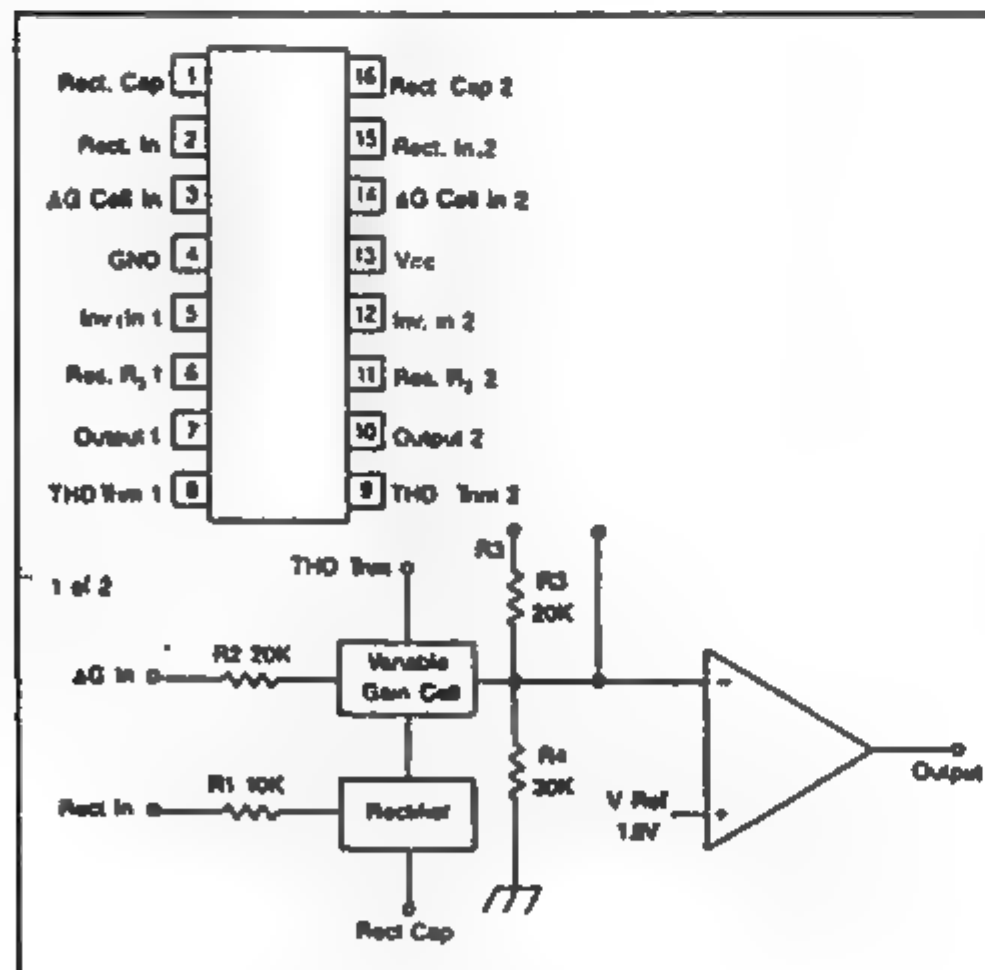 Rect. Cap 1
16 Rect Cap 2
Rect. In 2
15 Rect. In.2
ΔG Cell In 3
14 ΔG Cell In 2
GND 4
13 Vcc
Inv. In 1 5
12 Inv. In 2
Res. R3 1 6
11 Res. R3 2
Output 1 7
10 Output 2
THD Trim 1 8
9 THD Trim 2
1 of 2
THD Trim
R3
R3
20K
ΔG In
R2 20K
Variable
Gain Cell
−
R4
30K
Rect In
R1 10K
Rectifier
V Ref
1.8V
+
Output
Rect Cap